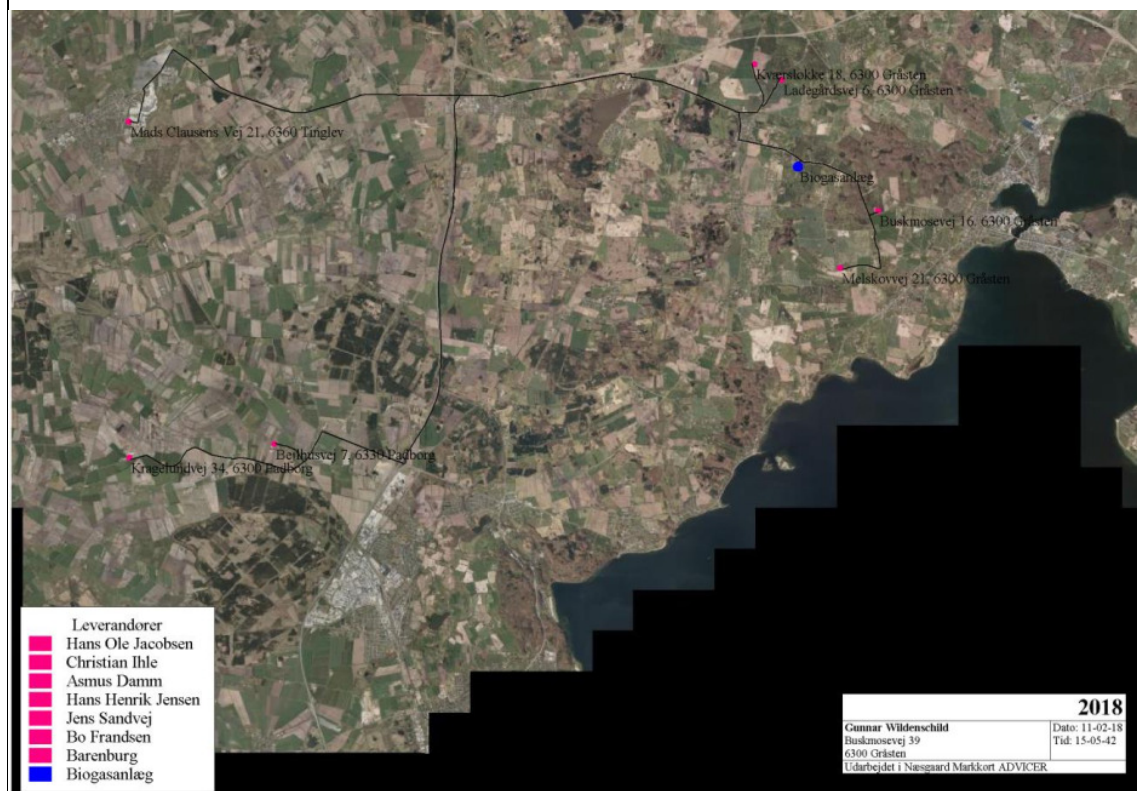 Kværsløkke 18, 6300 Gråsten
Ladegårdsvej 6, 6300 Gråsten
Mads Clausens Vej 21, 6360 Tinglev
Biogasanlæg
Buskmosevej 16, 6300 Gråsten
Melskovvej 21, 6300 Gråsten
Bejlhusvej 7, 6330 Padborg
Kragelundvej 34, 6300 Padborg
Leverandører
Hans Ole Jacobsen
Christian Ihle
Asmus Damm
Hans Henrik Jensen
Jens Sandvej
Bo Frandsen
Barenburg
Biogasanlæg
2018
Gunnar Wildenschild
Dato: 11-02-18
Buskmosevej 39
Tid: 15-05-42
6300 Gråsten
Udarbejdet i Næsgaard Markkort ADVICER